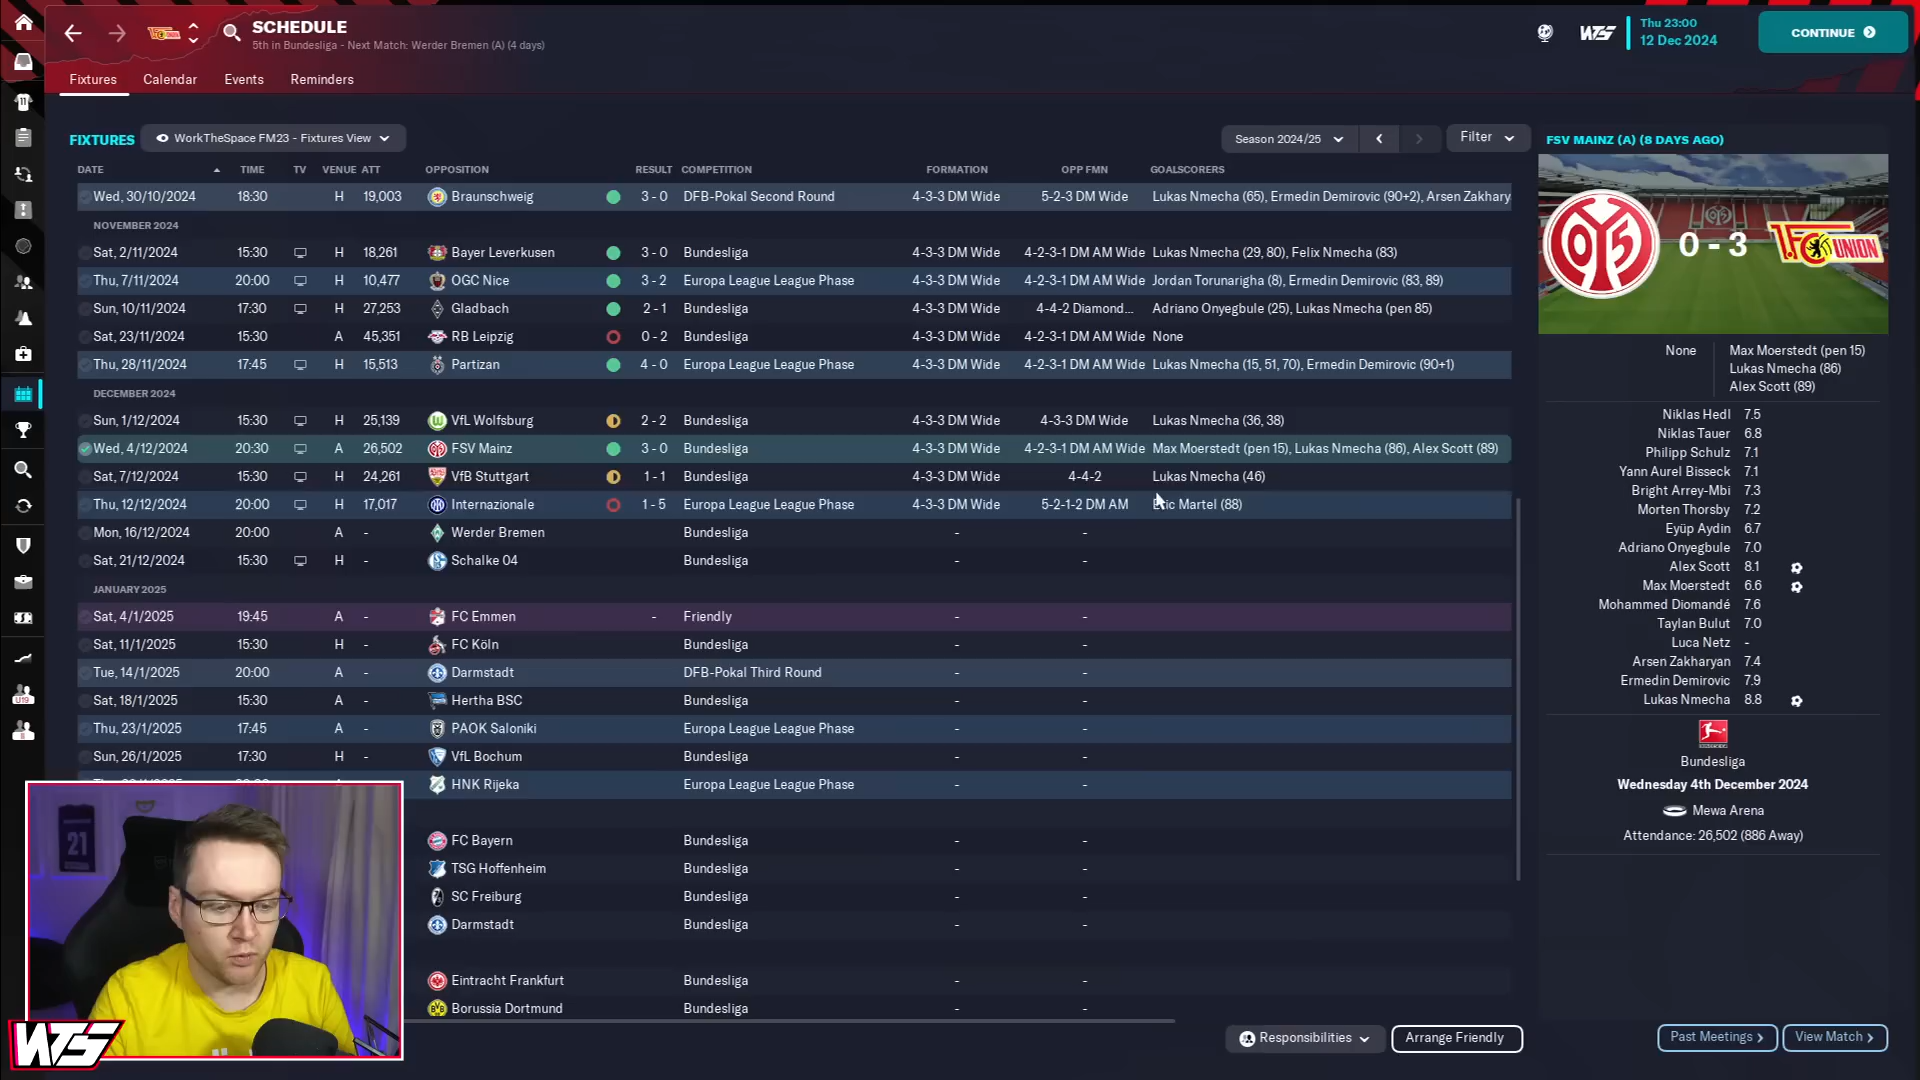 SCHEDULE
5th in Bundesliga - Next Match: Werder Bremen (A) (4 days)
WTS
Thu 23:00
12 Dec 2024
CONTINUE
Fixtures Calendar Events Reminders
FIXTURES WorkTheSpace FM23 - Fixtures View
Season 2024/25 Filter
DATE TIME TV VENUE ATT OPPOSITION RESULT COMPETITION FORMATION OPP FMN GOALSCORERS
Wed, 30/10/2024 18:30 H 19,003 Braunschweig 3 - 0 DFB-Pokal Second Round 4-3-3 DM Wide 5-2-3 DM Wide Lukas Nmecha (65), Ermedin Demirovic (90+2), Arsen Zakhary
NOVEMBER 2024
Sat, 2/11/2024 15:30 H 18,261 Bayer Leverkusen 3 - 0 Bundesliga 4-3-3 DM Wide 4-2-3-1 DM AM Wide Lukas Nmecha (29, 80), Felix Nmecha (83)
Thu, 7/11/2024 20:00 H 10,477 OGC Nice 3 - 2 Europa League League Phase 4-3-3 DM Wide 4-2-3-1 DM AM Wide Jordan Torunarigha (8), Ermedin Demirovic (83, 89)
Sun, 10/11/2024 17:30 H 27,253 Gladbach 2 - 1 Bundesliga 4-3-3 DM Wide 4-4-2 Diamond... Adriano Onyegbule (25), Lukas Nmecha (pen 85)
Sat, 23/11/2024 15:30 A 45,351 RB Leipzig 0 - 2 Bundesliga 4-3-3 DM Wide 4-2-3-1 DM AM Wide None
Thu, 28/11/2024 17:45 H 15,513 Partizan 4 - 0 Europa League League Phase 4-3-3 DM Wide 4-2-3-1 DM AM Wide Lukas Nmecha (15, 51, 70), Ermedin Demirovic (90+1)
DECEMBER 2024
Sun, 1/12/2024 15:30 H 25,139 VfL Wolfsburg 2 - 2 Bundesliga 4-3-3 DM Wide 4-3-3 DM Wide Lukas Nmecha (36, 38)
Wed, 4/12/2024 20:30 A 26,502 FSV Mainz 3 - 0 Bundesliga 4-3-3 DM Wide 4-2-3-1 DM AM Wide Max Moerstedt (pen 15), Lukas Nmecha (86), Alex Scott (89)
Sat, 7/12/2024 15:30 H 24,261 VfB Stuttgart 1 - 1 Bundesliga 4-3-3 DM Wide 4-4-2 Lukas Nmecha (46)
Thu, 12/12/2024 20:00 H 17,017 Internazionale 1 - 5 Europa League League Phase 4-3-3 DM Wide 5-2-1-2 DM AM Eric Martel (88)
Mon, 16/12/2024 20:00 A - Werder Bremen Bundesliga - -
Sat, 21/12/2024 15:30 H - Schalke 04 Bundesliga - -
JANUARY 2025
Sat, 4/1/2025 19:45 A - FC Emmen - Friendly - -
Sat, 11/1/2025 15:30 H - FC Köln Bundesliga - -
Tue, 14/1/2025 20:00 A - Darmstadt DFB-Pokal Third Round - -
Sat, 18/1/2025 15:30 A - Hertha BSC Bundesliga - -
Thu, 23/1/2025 17:45 A - PAOK Saloniki Europa League League Phase - -
Sun, 26/1/2025 17:30 H - VfL Bochum Bundesliga - -
HNK Rijeka Europa League League Phase - -
FC Bayern Bundesliga - -
TSG Hoffenheim Bundesliga - -
SC Freiburg Bundesliga - -
Darmstadt Bundesliga - -
Eintracht Frankfurt Bundesliga - -
Borussia Dortmund Bundesliga - -
Responsibilities Arrange Friendly
FSV MAINZ (A) (8 DAYS AGO)
0 - 3
UNION
None
Max Moerstedt (pen 15)
Lukas Nmecha (86)
Alex Scott (89)
Niklas Hedl 7.5
Niklas Tauer 6.8
Philipp Schulz 7.1
Yann Aurel Bisseck 7.1
Bright Arrey-Mbi 7.3
Morten Thorsby 7.2
Eyüp Aydin 6.7
Adriano Onyegbule 7.0
Alex Scott 8.1
Max Moerstedt 6.6
Mohammed Diomandé 7.6
Taylan Bulut 7.0
Luca Netz -
Arsen Zakharyan 7.4
Ermedin Demirovic 7.9
Lukas Nmecha 8.8
Bundesliga
Wednesday 4th December 2024
Mewa Arena
Attendance: 26,502 (886 Away)
Past Meetings View Match
U19
21
WTS